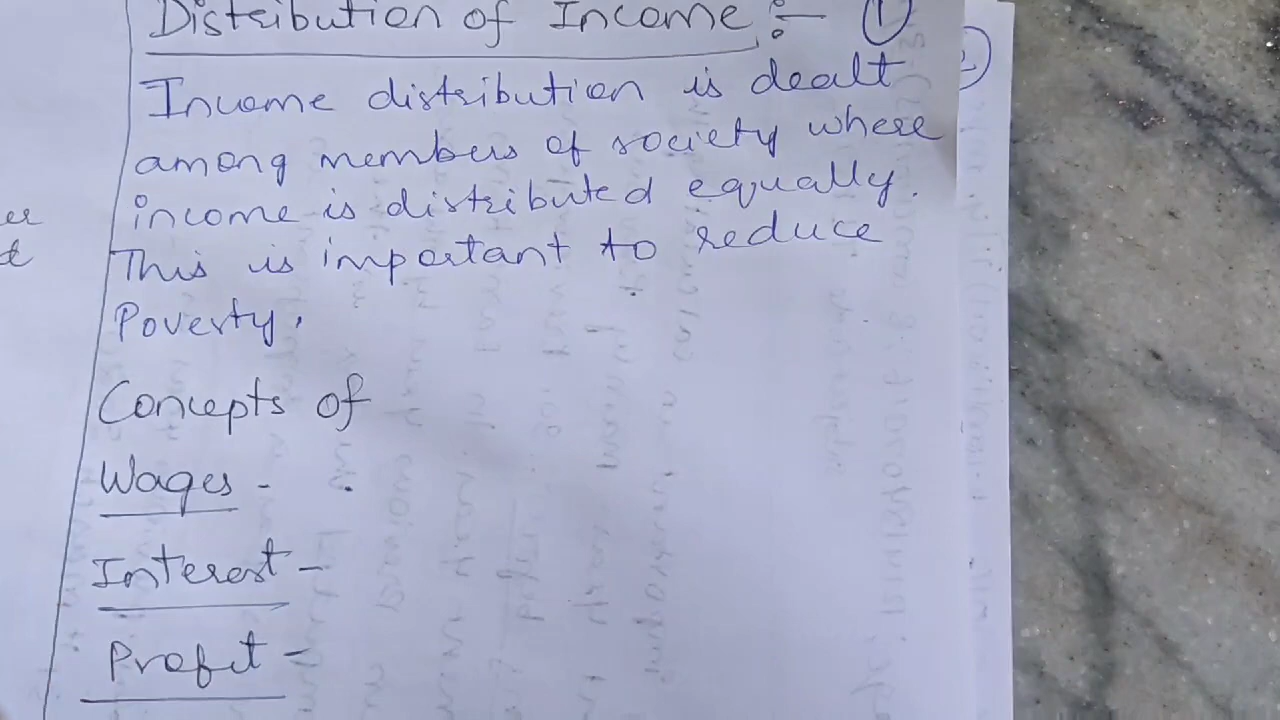 Distribution of Income :- ①
Income distribution is dealt
among members of society where
income is distributed equally.
This is important to reduce
Poverty.
Concepts of
Wages -
Interest -
Profit -